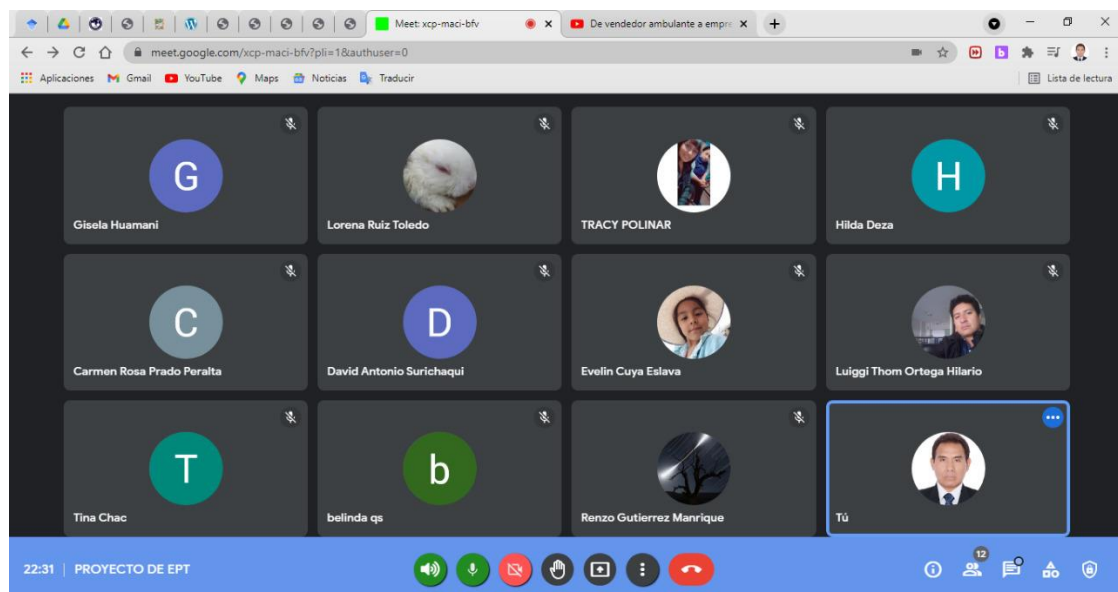 Meet: xcp-maci-bfv
De vendedor ambulante a empre
meet.google.com/xcp-maci-bfv?pli=1&authuser=0
Aplicaciones Gmail YouTube Maps Noticias Traducir Lista de lectura
G H
Gisela Huamani Lorena Ruiz Toledo TRACY POLINAR Hilda Deza
C D
Carmen Rosa Prado Peralta David Antonio Surichaqui Evelin Cuya Eslava Luiggi Thom Ortega Hilario
T b
Tina Chac belinda qs Renzo Gutierrez Manrique Tú
12
22:31 | PROYECTO DE EPT